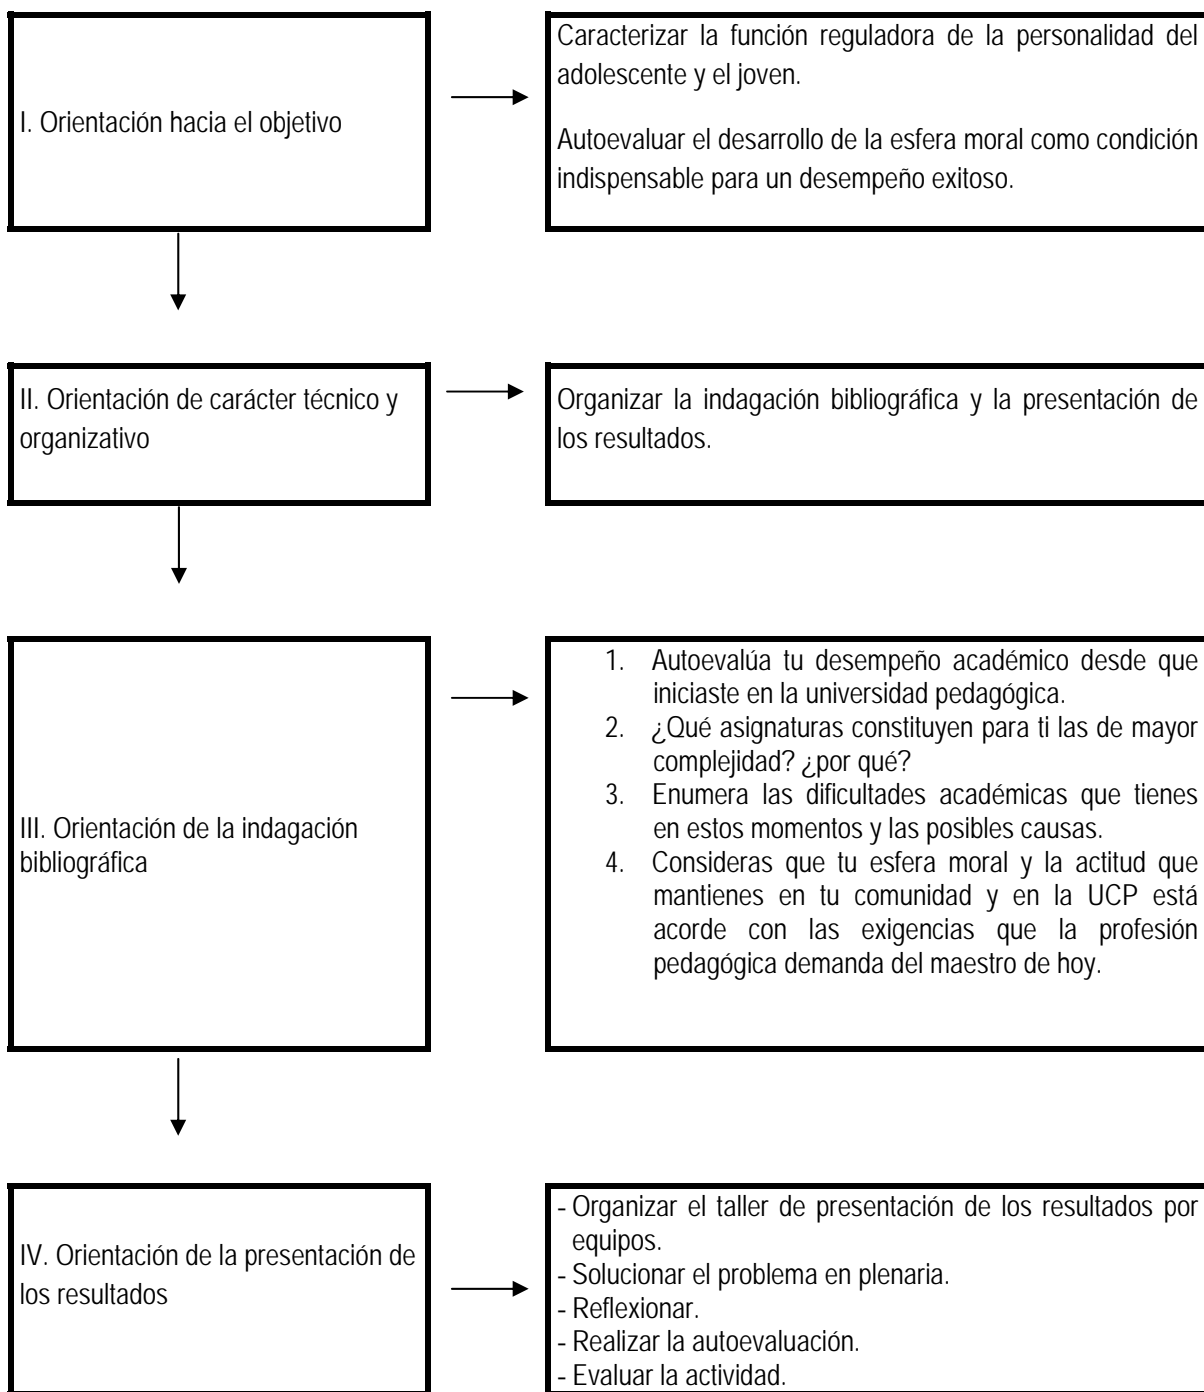 I. Orientación hacia el objetivo
Caracterizar la función reguladora de la personalidad del
adolescente y el joven.
Autoevaluar el desarrollo de la esfera moral como condición
indispensable para un desempeño exitoso.
II. Orientación de carácter técnico y
organizativo
Organizar la indagación bibliográfica y la presentación de
los resultados.
III. Orientación de la indagación
bibliográfica
1. Autoevalúa tu desempeño académico desde que
iniciaste en la universidad pedagógica.
2. ¿Qué asignaturas constituyen para ti las de mayor
complejidad? ¿por qué?
3. Enumera las dificultades académicas que tienes
en estos momentos y las posibles causas.
4. Consideras que tu esfera moral y la actitud que
mantienes en tu comunidad y en la UCP está
acorde con las exigencias que la profesión
pedagógica demanda del maestro de hoy.
IV. Orientación de la presentación de
los resultados
- Organizar el taller de presentación de los resultados por
equipos.
- Solucionar el problema en plenaria.
- Reflexionar.
- Realizar la autoevaluación.
- Evaluar la actividad.